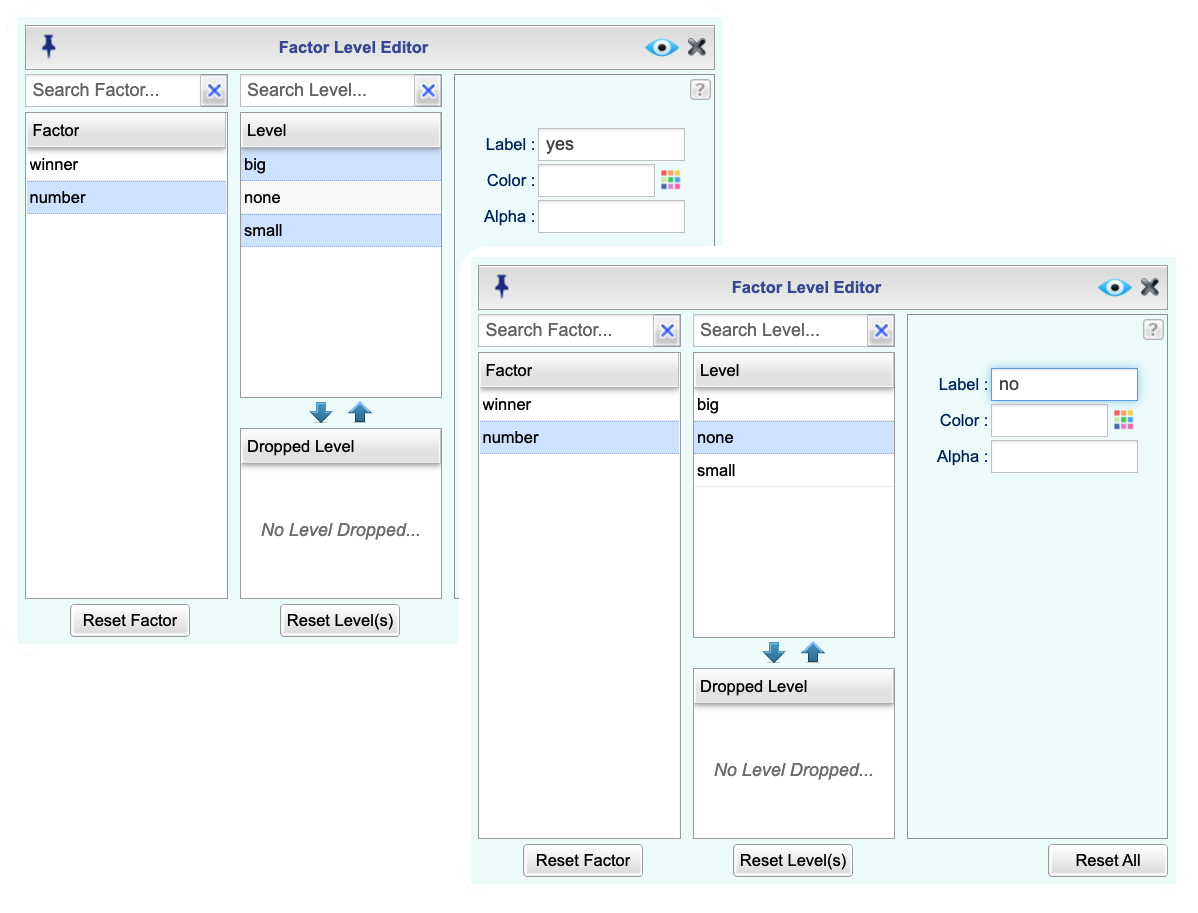 Factor Level Editor
Search Factor...
Search Level...
?
Factor
Level
Label : yes
winner
big
Color :
number
none
Alpha :
small
Dropped Level
No Level Dropped...
Reset Factor
Reset Level(s)
Factor Level Editor
Search Factor...
Search Level...
?
Factor
Level
Label : no
winner
big
Color :
number
none
Alpha :
small
Dropped Level
No Level Dropped...
Reset Factor
Reset Level(s)
Reset All